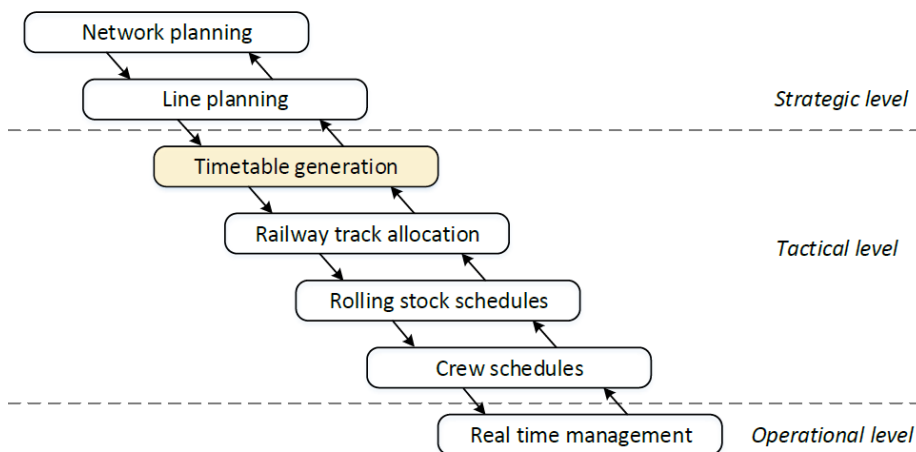 Network planning
Line planning
Strategic level
Timetable generation
Railway track allocation
Tactical level
Rolling stock schedules
Crew schedules
Real time management
Operational level